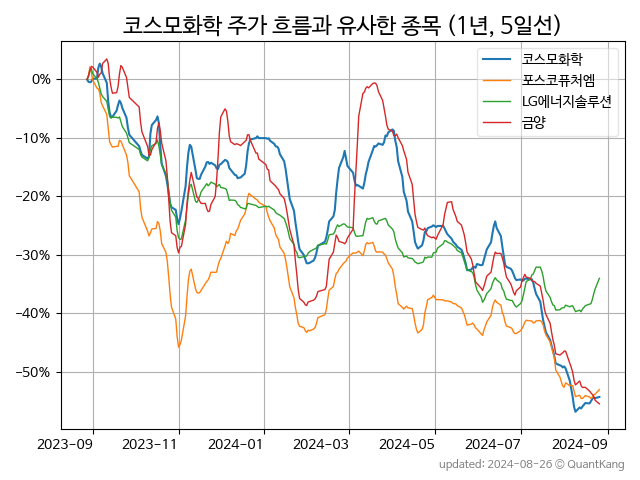 코스모화학 주가 흐름과 유사한 종목 (1년, 5일선)
코스모화학
포스코퓨처엠
LG에너지솔루션
금양
0%
−10%
−20%
−30%
−40%
−50%
2023-09 2023-11 2024-01 2024-03 2024-05 2024-07 2024-09
updated: 2024-08-26 © QuantKang